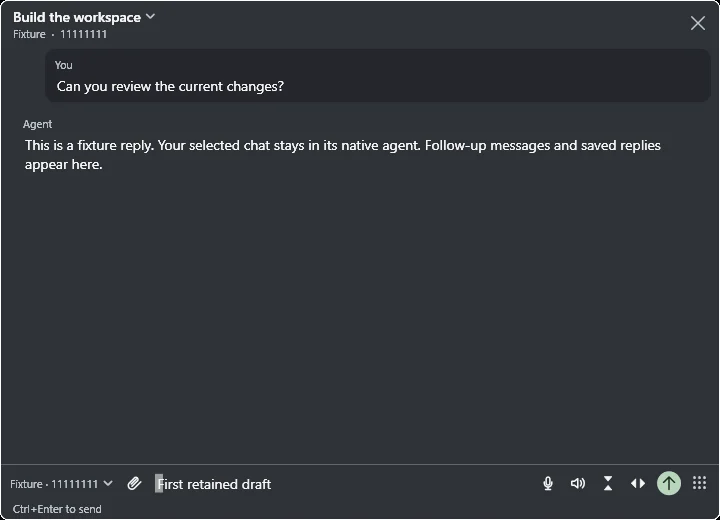 Build the workspace
Fixture · 11111111
You
Can you review the current changes?
Agent
This is a fixture reply. Your selected chat stays in its native agent. Follow-up messages and saved replies
appear here.
Fixture · 11111111
First retained draft
Ctrl+Enter to send